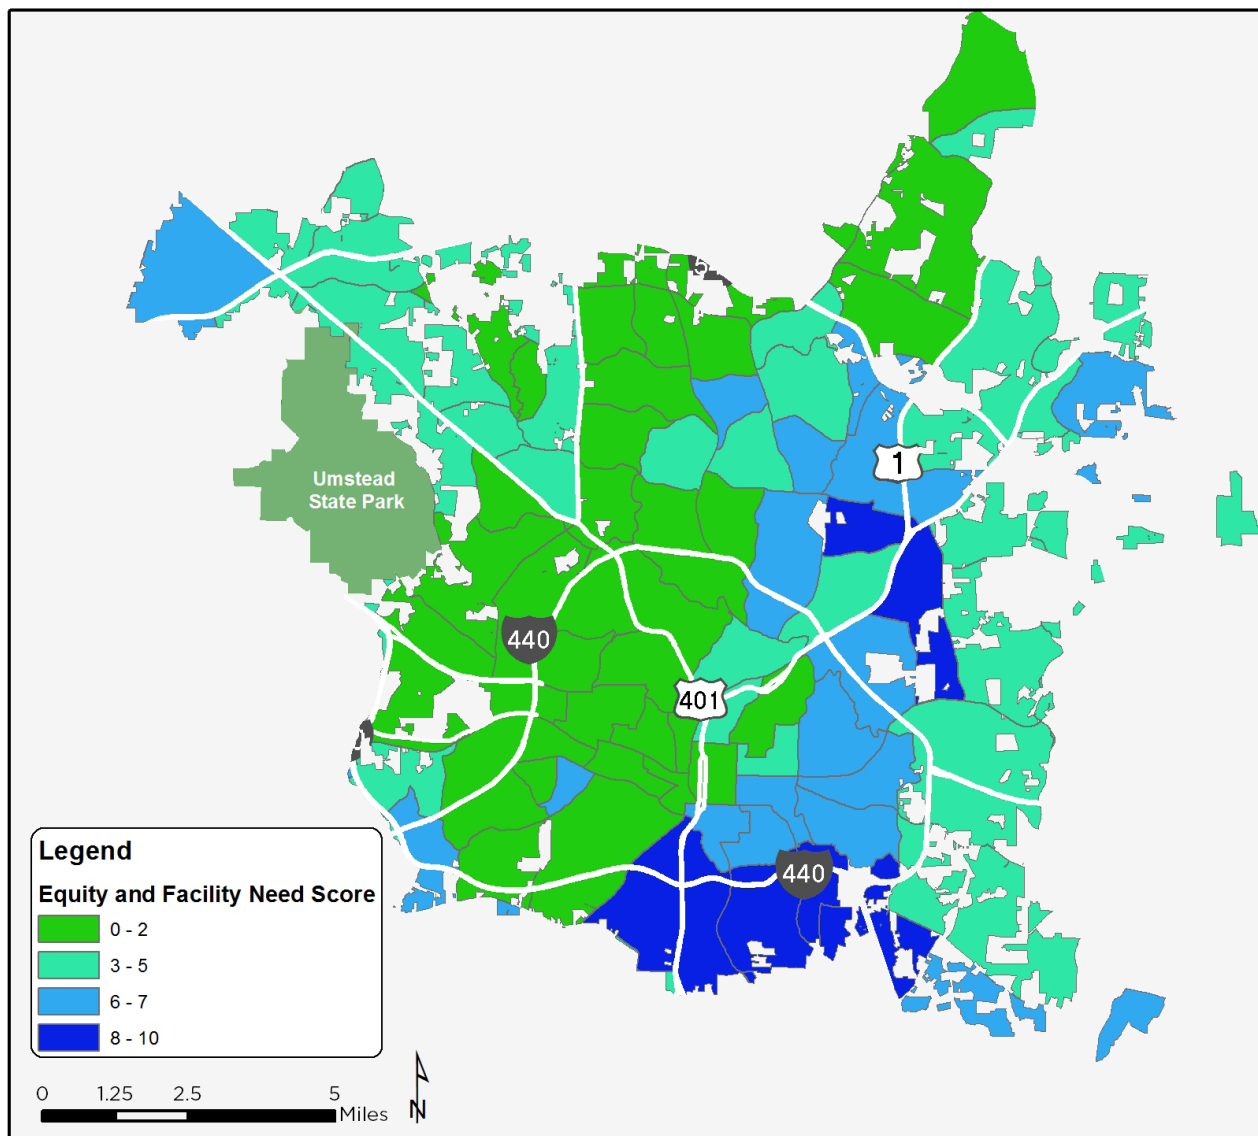 Umstead
State Park
1
440
401
440
Legend
Equity and Facility Need Score
0 - 2
3 - 5
6 - 7
8 - 10
0 1.25 2.5 5
Miles
N